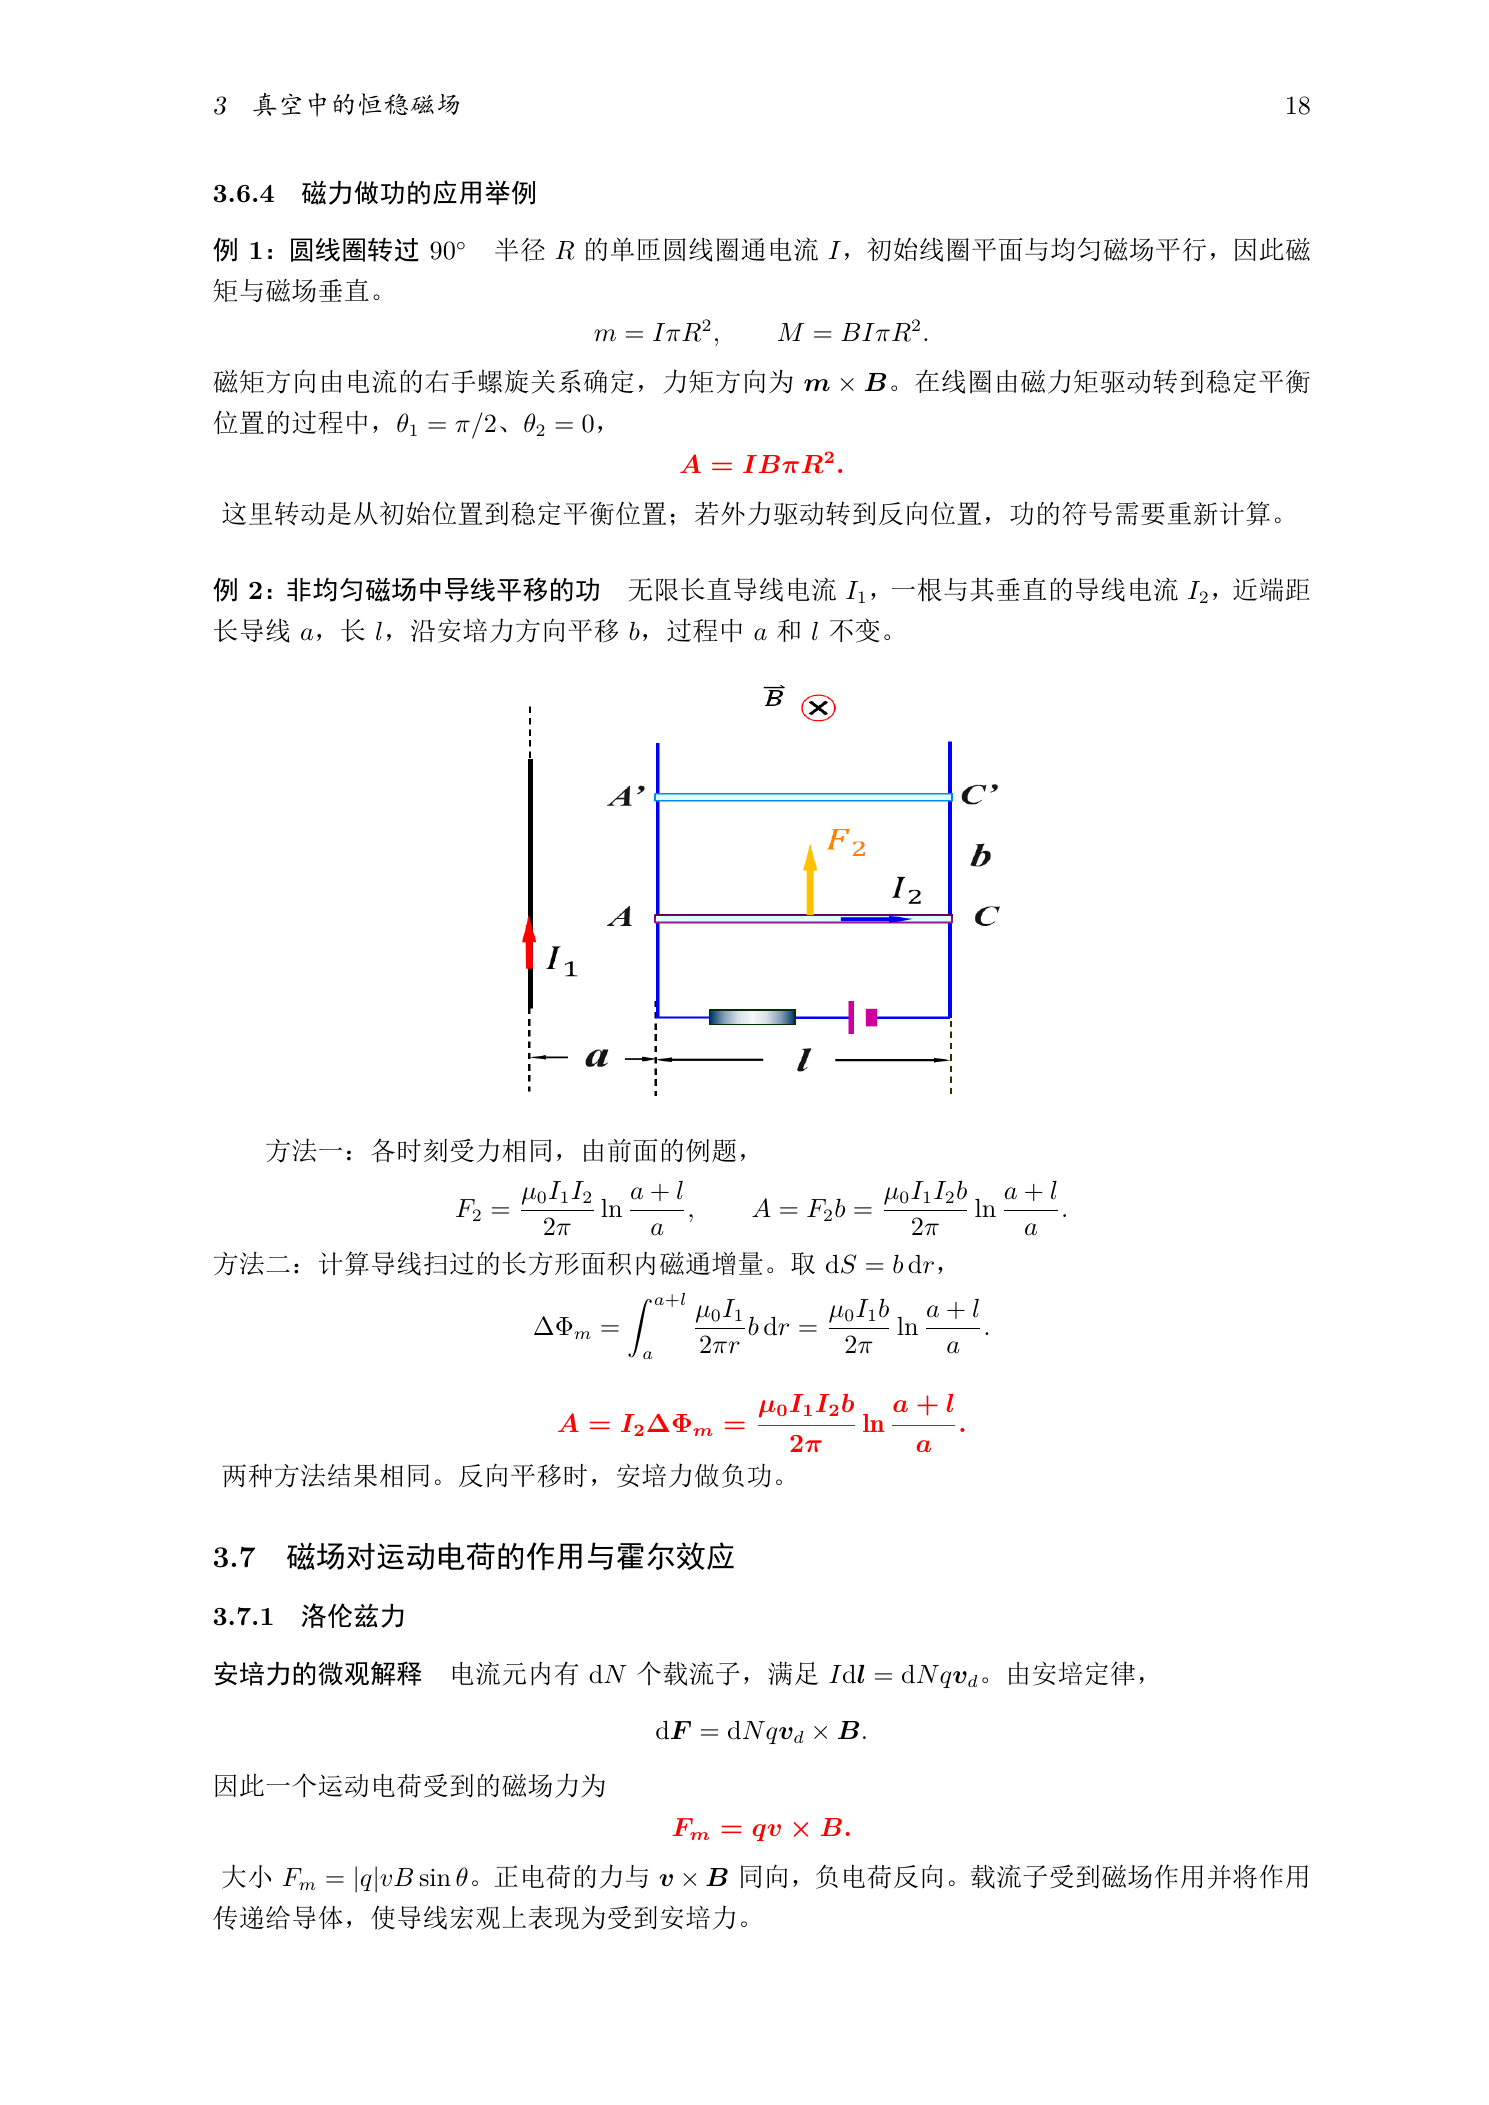 3 真空中的恒稳磁场 18
3.6.4 磁力做功的应用举例
例 1：圆线圈转过 90° 半径 R 的单匝圆线圈通电流 I，初始线圈平面与均匀磁场平行，因此磁
矩与磁场垂直。
m = IπR², M = BIπR².
磁矩方向由电流的右手螺旋关系确定，力矩方向为 m × B。在线圈由磁力矩驱动转到稳定平衡
位置的过程中，θ₁ = π/2、θ₂ = 0，
A = IBπR².
这里转动是从初始位置到稳定平衡位置；若外力驱动转到反向位置，功的符号需要重新计算。
例 2：非均匀磁场中导线平移的功 无限长直导线电流 I₁，一根与其垂直的导线电流 I₂，近端距
长导线 a，长 l，沿安培力方向平移 b，过程中 a 和 l 不变。
B⃗ ⊗
A’ C’
F₂ b
I₂
A C
I₁
a l
方法一：各时刻受力相同，由前面的例题，
F₂ = \frac{μ₀I₁I₂}{2π} ln \frac{a + l}{a}, A = F₂b = \frac{μ₀I₁I₂b}{2π} ln \frac{a + l}{a}.
方法二：计算导线扫过的长方形面积内磁通增量。取 dS = b dr，
ΔΦ_m = \int_a^{a+l} \frac{μ₀I₁}{2πr} b dr = \frac{μ₀I₁b}{2π} ln \frac{a + l}{a}.
A = I₂ΔΦ_m = \frac{μ₀I₁I₂b}{2π} ln \frac{a + l}{a}.
两种方法结果相同。反向平移时，安培力做负功。
3.7 磁场对运动电荷的作用与霍尔效应
3.7.1 洛伦兹力
安培力的微观解释 电流元内有 dN 个载流子，满足 Idl = dNqv_d。由安培定律，
dF = dNqv_d × B.
因此一个运动电荷受到的磁场力为
F_m = qv × B.
大小 F_m = |q|vB sin θ。正电荷的力与 v × B 同向，负电荷反向。载流子受到磁场作用并将作用
传递给导体，使导线宏观上表现为受到安培力。